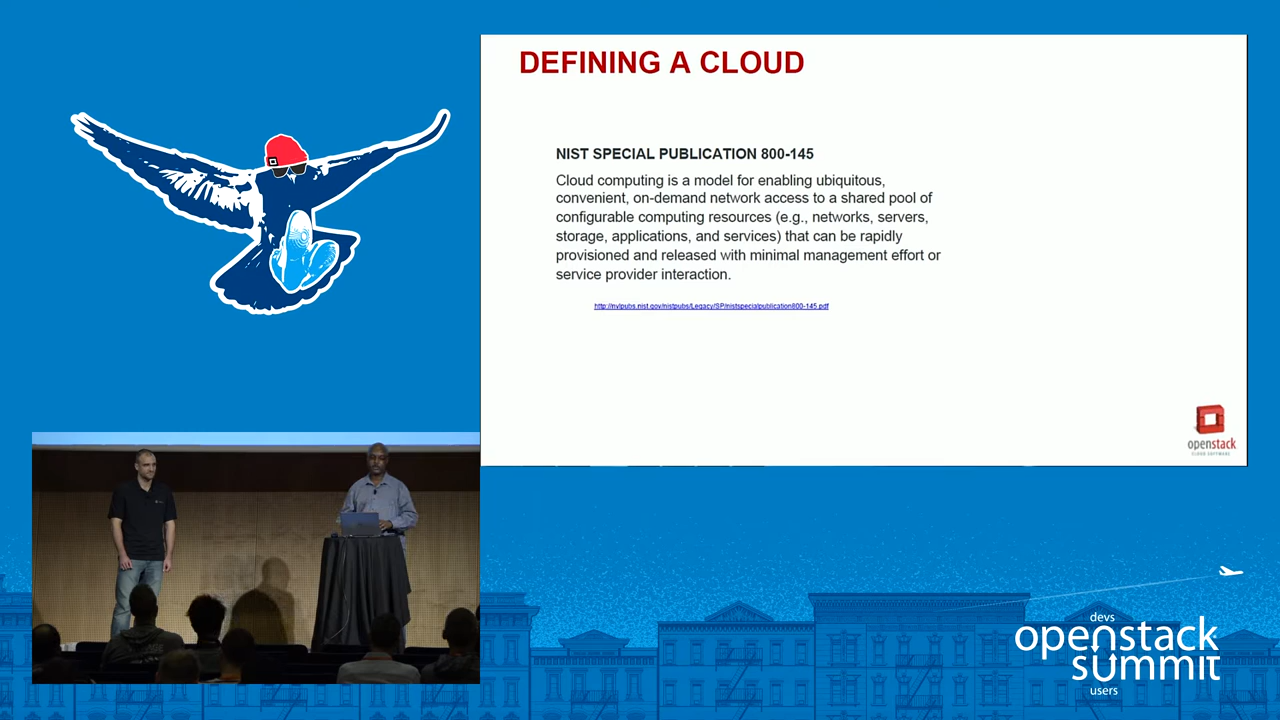 DEFINING A CLOUD
NIST SPECIAL PUBLICATION 800-145
Cloud computing is a model for enabling ubiquitous,
convenient, on-demand network access to a shared pool of
configurable computing resources (e.g., networks, servers,
storage, applications, and services) that can be rapidly
provisioned and released with minimal management effort or
service provider interaction.
http://nvlpubs.nist.gov/nistpubs/Legacy/SP/nistspecialpublication800-145.pdf
openstack
CLOUD SOFTWARE
devs
openstack
summit
users